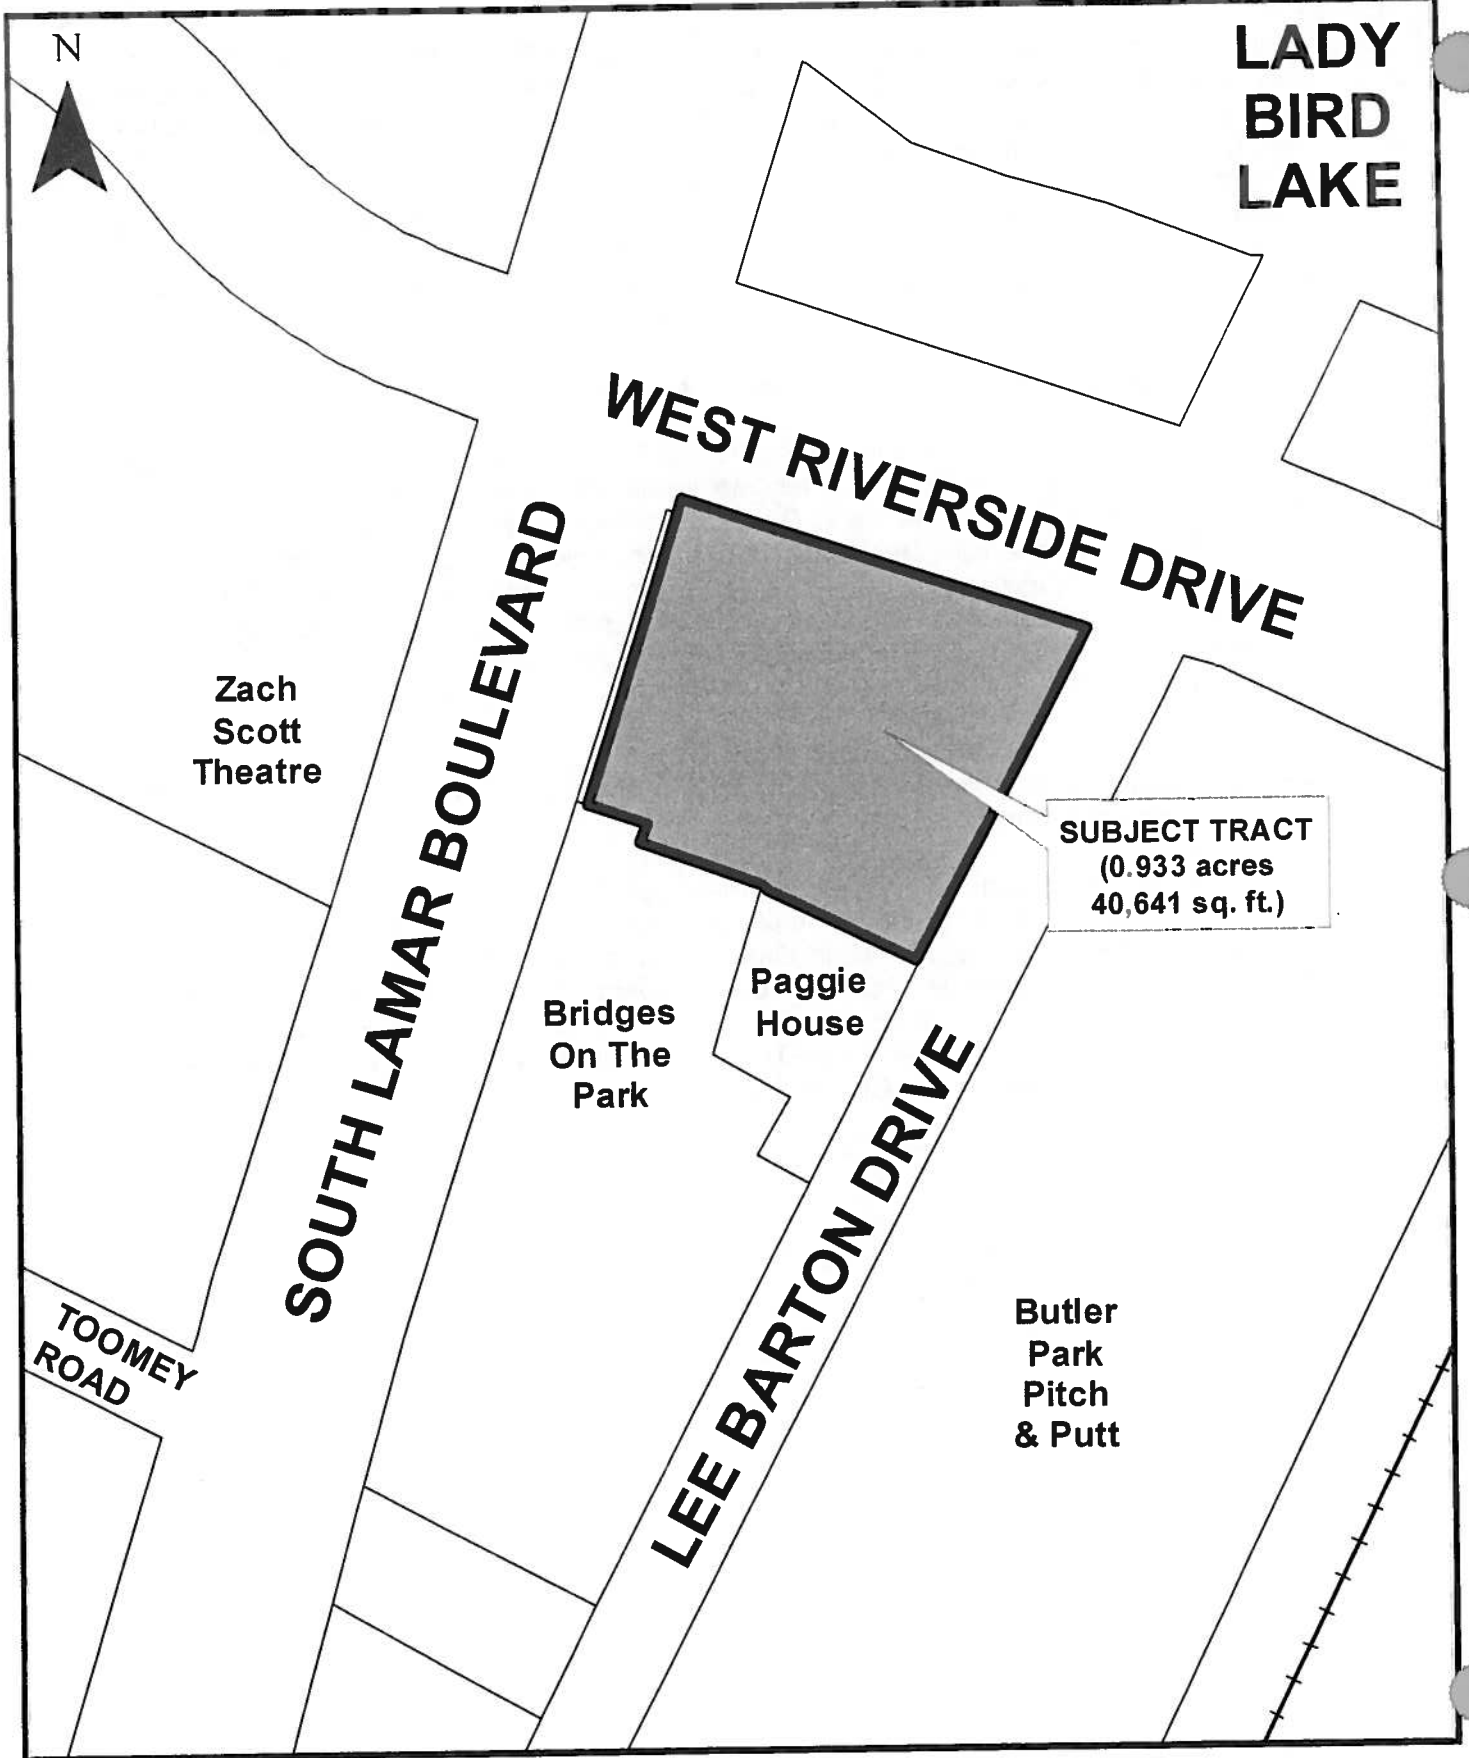 N
LADY
BIRD
LAKE
WEST RIVERSIDE DRIVE
SOUTH LAMAR BOULEVARD
Zach
Scott
Theatre
SUBJECT TRACT
(0.933 acres
40,641 sq. ft.)
Paggie
House
Bridges
On The
Park
LEE BARTON DRIVE
Butler
Park
Pitch
& Putt
TOOMEY
ROAD